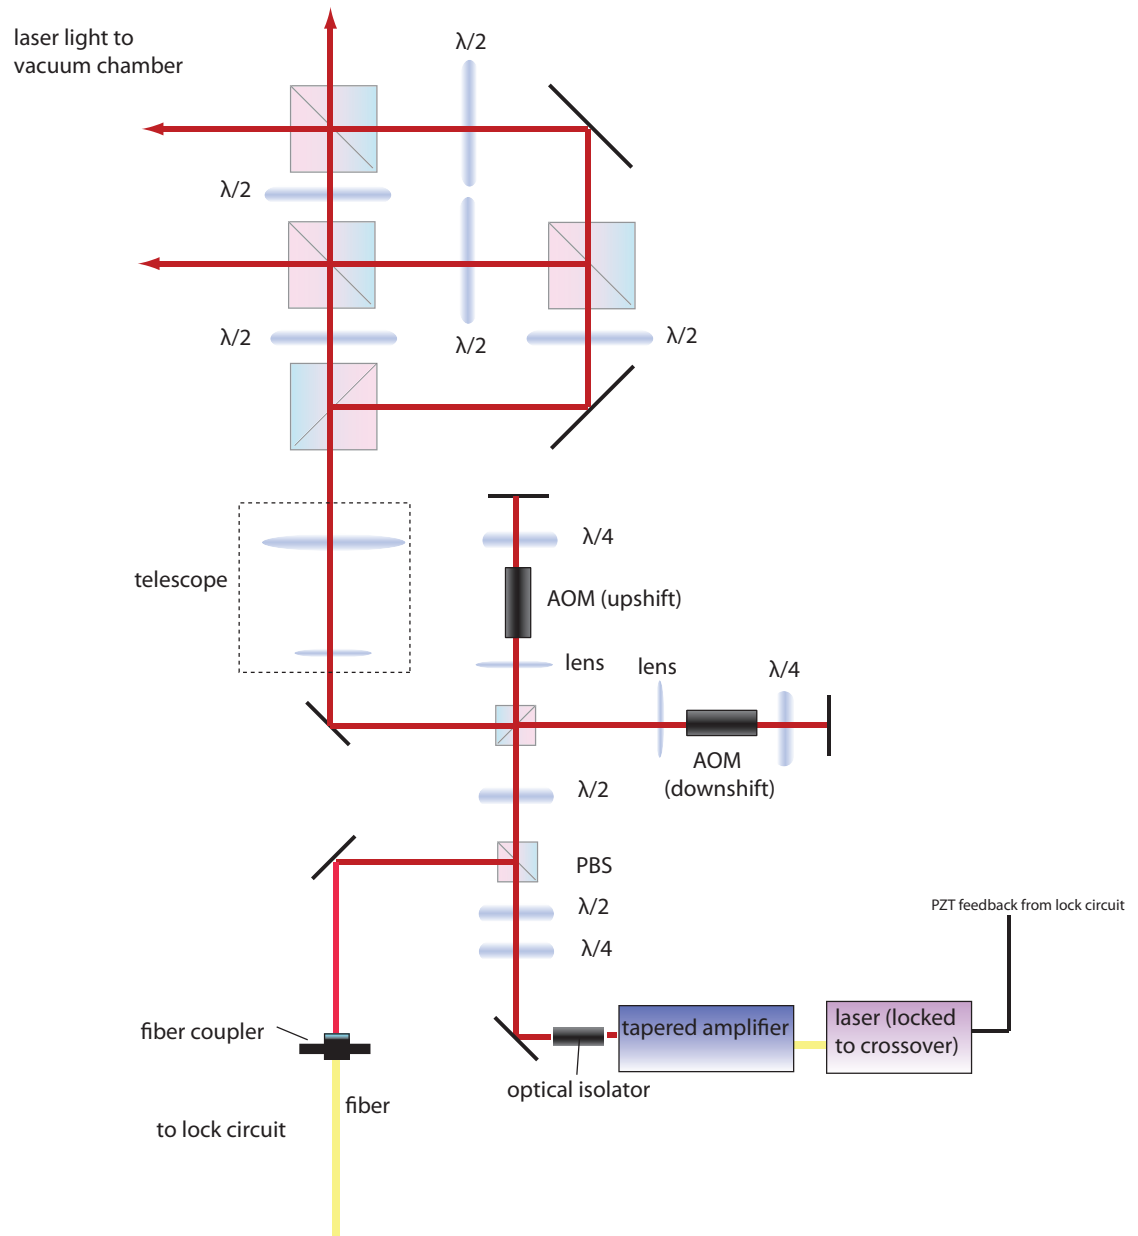 laser light to
vacuum chamber
λ/2
λ/2
λ/2
λ/2
λ/2
telescope
λ/4
AOM (upshift)
lens
lens
λ/4
AOM
(downshift)
λ/2
PBS
λ/2
λ/4
PZT feedback from lock circuit
fiber coupler
tapered amplifier
laser (locked
to crossover)
optical isolator
fiber
to lock circuit